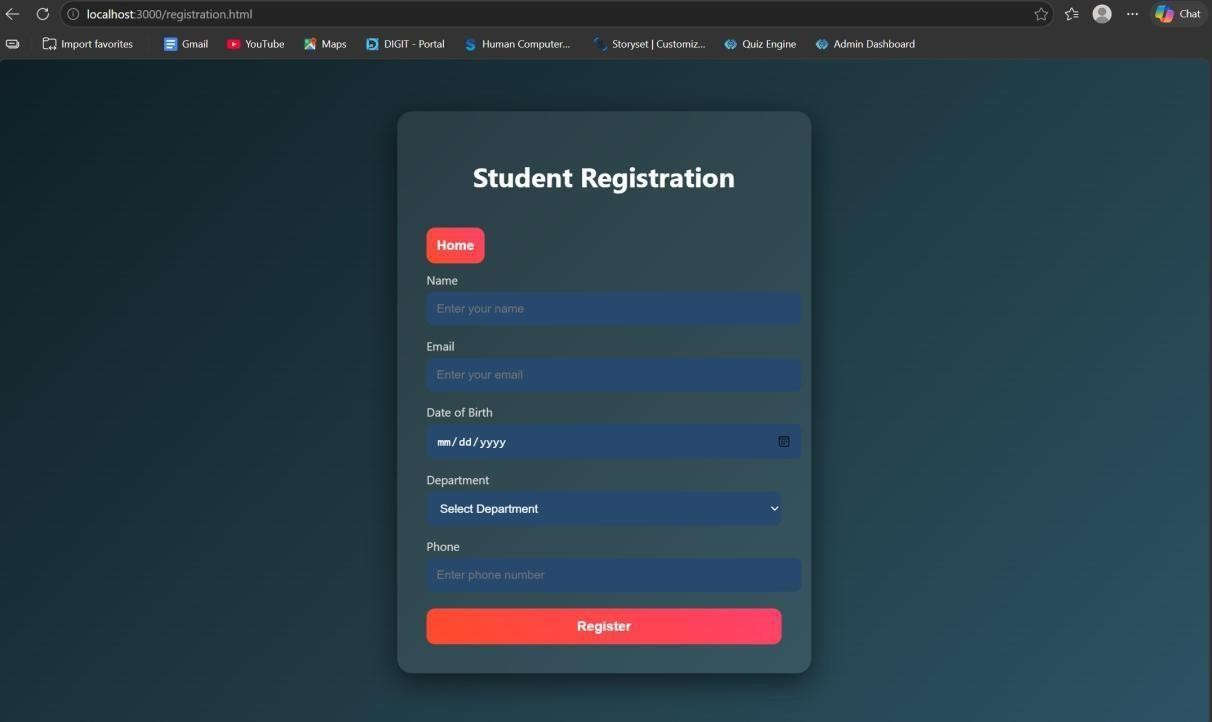 localhost:3000/registration.html
Chat
Import favorites Gmail YouTube Maps DIGIT - Portal Human Computer... Storyset | Customiz... Quiz Engine Admin Dashboard
Student Registration
Home
Name
Enter your name
Email
Enter your email
Date of Birth
mm/dd/yyyy
Department
Select Department
Phone
Enter phone number
Register